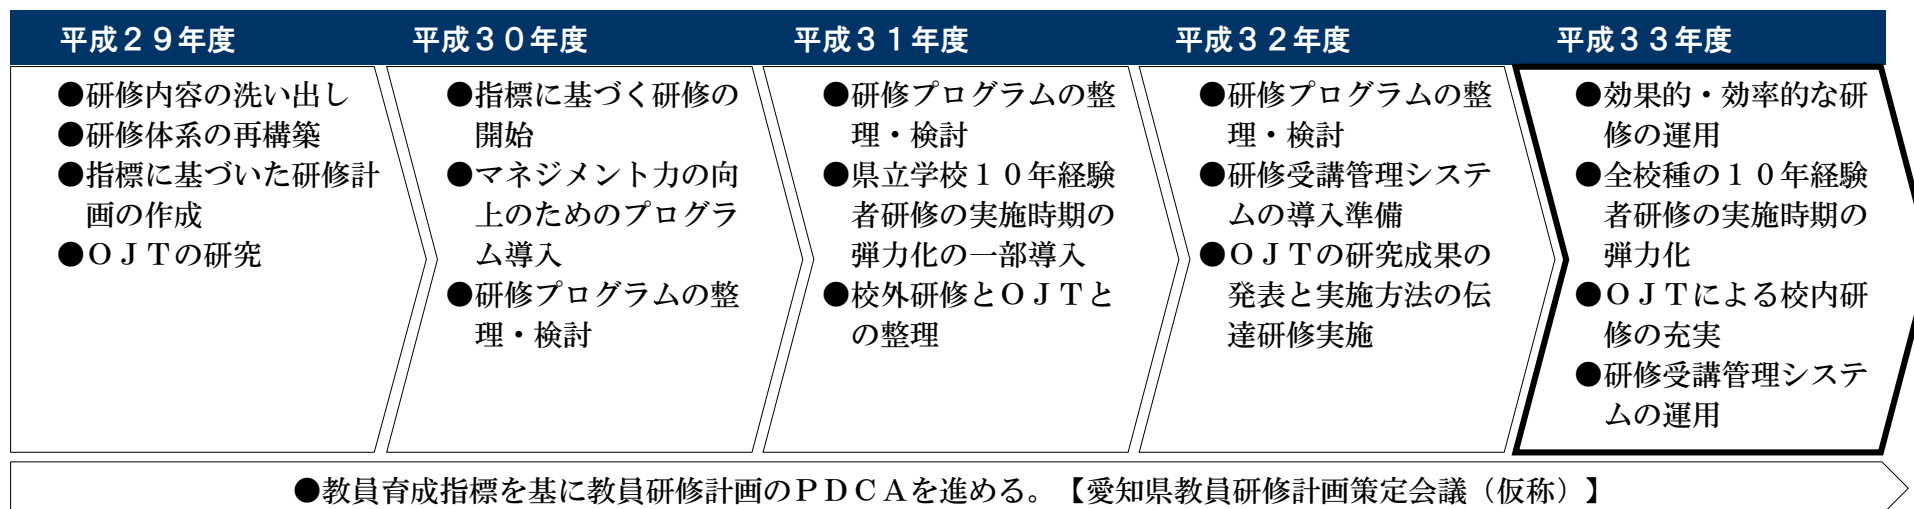 平成２９年度
平成３０年度
平成３１年度
平成３２年度
平成３３年度
●研修内容の洗い出し
●研修体系の再構築
●指標に基づいた研修計
画の作成
●ＯＪＴの研究
●指標に基づく研修の
開始
●マネジメント力の向
上のためのプログラ
ム導入
●研修プログラムの整
理・検討
●研修プログラムの整
理・検討
●県立学校１０年経験
者研修の実施時期の
弾力化の一部導入
●校外研修とＯＪＴと
の整理
●研修プログラムの整
理・検討
●研修受講管理システ
ムの導入準備
●ＯＪＴの研究成果の
発表と実施方法の伝
達研修実施
●効果的・効率的な研
修の運用
●全校種の１０年経験
者研修の実施時期の
弾力化
●ＯＪＴによる校内研
修の充実
●研修受講管理システ
ムの運用
●教員育成指標を基に教員研修計画のＰＤＣＡを進める。【愛知県教員研修計画策定会議（仮称）】